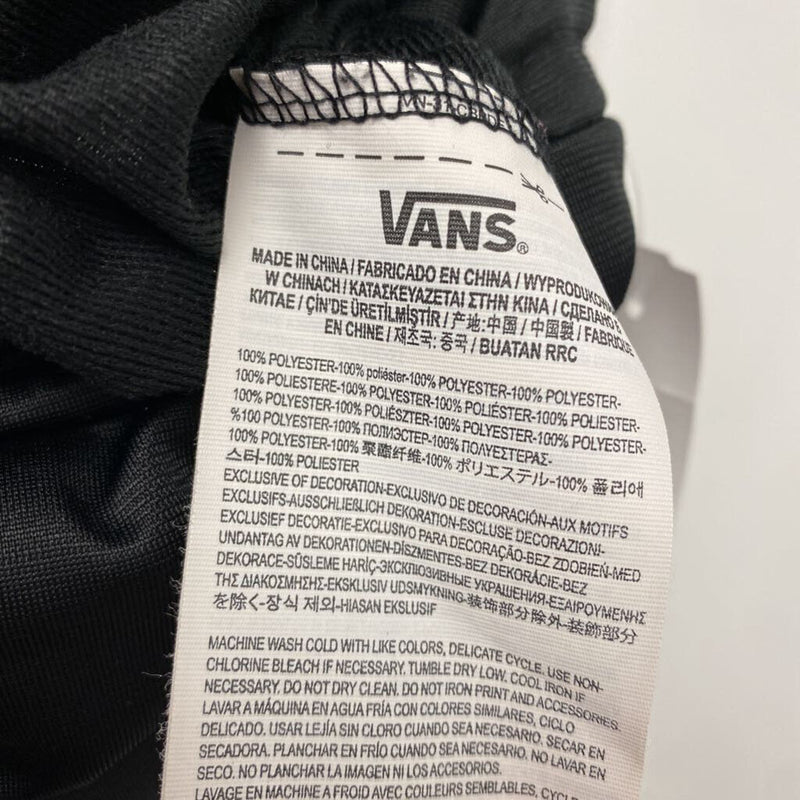 VANS®
MADE IN CHINA / FABRICADO EN CHINA / WYPRODUKOWANO
W CHINACH / ΚΑΤΑΣΚΕΥΑΖΕΤΑΙ ΣΤΗΝ ΚΙΝΑ / СДЕЛАНО В
КИТАЕ / ÇİN'DE ÜRETİLMİŞTİR / 产地: 中国 / 中国製 / FABRIQUÉ
EN CHINE / 제조국: 중국 / BUATAN RRC
100% POLYESTER-100% poliéster-100% POLYESTER-100% POLYESTER-
100% POLIESTERE-100% POLYESTER-100% POLIÉSTER-100% POLYESTER-
100% POLYESTER-100% POLIÉSZTER-100% POLYESTER-100% POLYESTER-
%100 POLYESTER-100% ПОЛИЭСТЕР-100% ΠΟΛΥΕΣΤΕΡΑΣ-
100% POLYESTER-100% 聚酯纤维-100% ポリエステル-100% 폴리에
스터-100% POLIESTER
EXCLUSIVE OF DECORATION-EXCLUSIVO DE DECORACIÓN-AUX MOTIFS
EXCLUSIFS-AUSSCHLIEßLICH DEKORATION-ESCLUSE DECORAZIONI-
EXCLUSIEF DECORATIE-EXCLUSIVO PARA DECORAÇÃO-BEZ ZDOBIEŃ-MED
UNDANTAG AV DEKORATIONEN-DÍSZMENTES-BEZ DEKORÁCIE-BEZ
DEKORACE-SÜSLEME HARİÇ-ЭКСКЛЮЗИВНЫЕ УКРАШЕНИЯ-ΕΞΑΙΡΟΥΜΕΝΗΣ
ΤΗΣ ΔΙΑΚΟΣΜΗΣΗΣ-EKSKLUSIV UDSMYKNING-装饰部分除外-装飾部分
を除く-장식 제외-HIASAN EKSLUSIF
MACHINE WASH COLD WITH LIKE COLORS, DELICATE CYCLE. USE NON-
CHLORINE BLEACH IF NECESSARY. TUMBLE DRY LOW. COOL IRON IF
NECESSARY. DO NOT DRY CLEAN. DO NOT IRON PRINT AND ACCESSORIES.
LAVAR A MÁQUINA EN AGUA FRÍA CON COLORES SIMILARES, CICLO
DELICADO. USAR LEJÍA SIN CLORO CUANDO SEA NECESARIO. SECAR EN
SECADORA. PLANCHAR EN FRÍO CUANDO SEA NECESARIO. NO LAVAR EN
SECO. NO PLANCHAR LA IMAGEN NI LOS ACCESORIOS.
LAVAGE EN MACHINE A FROID AVEC COULEURS SEMBLABLES, CYCLE